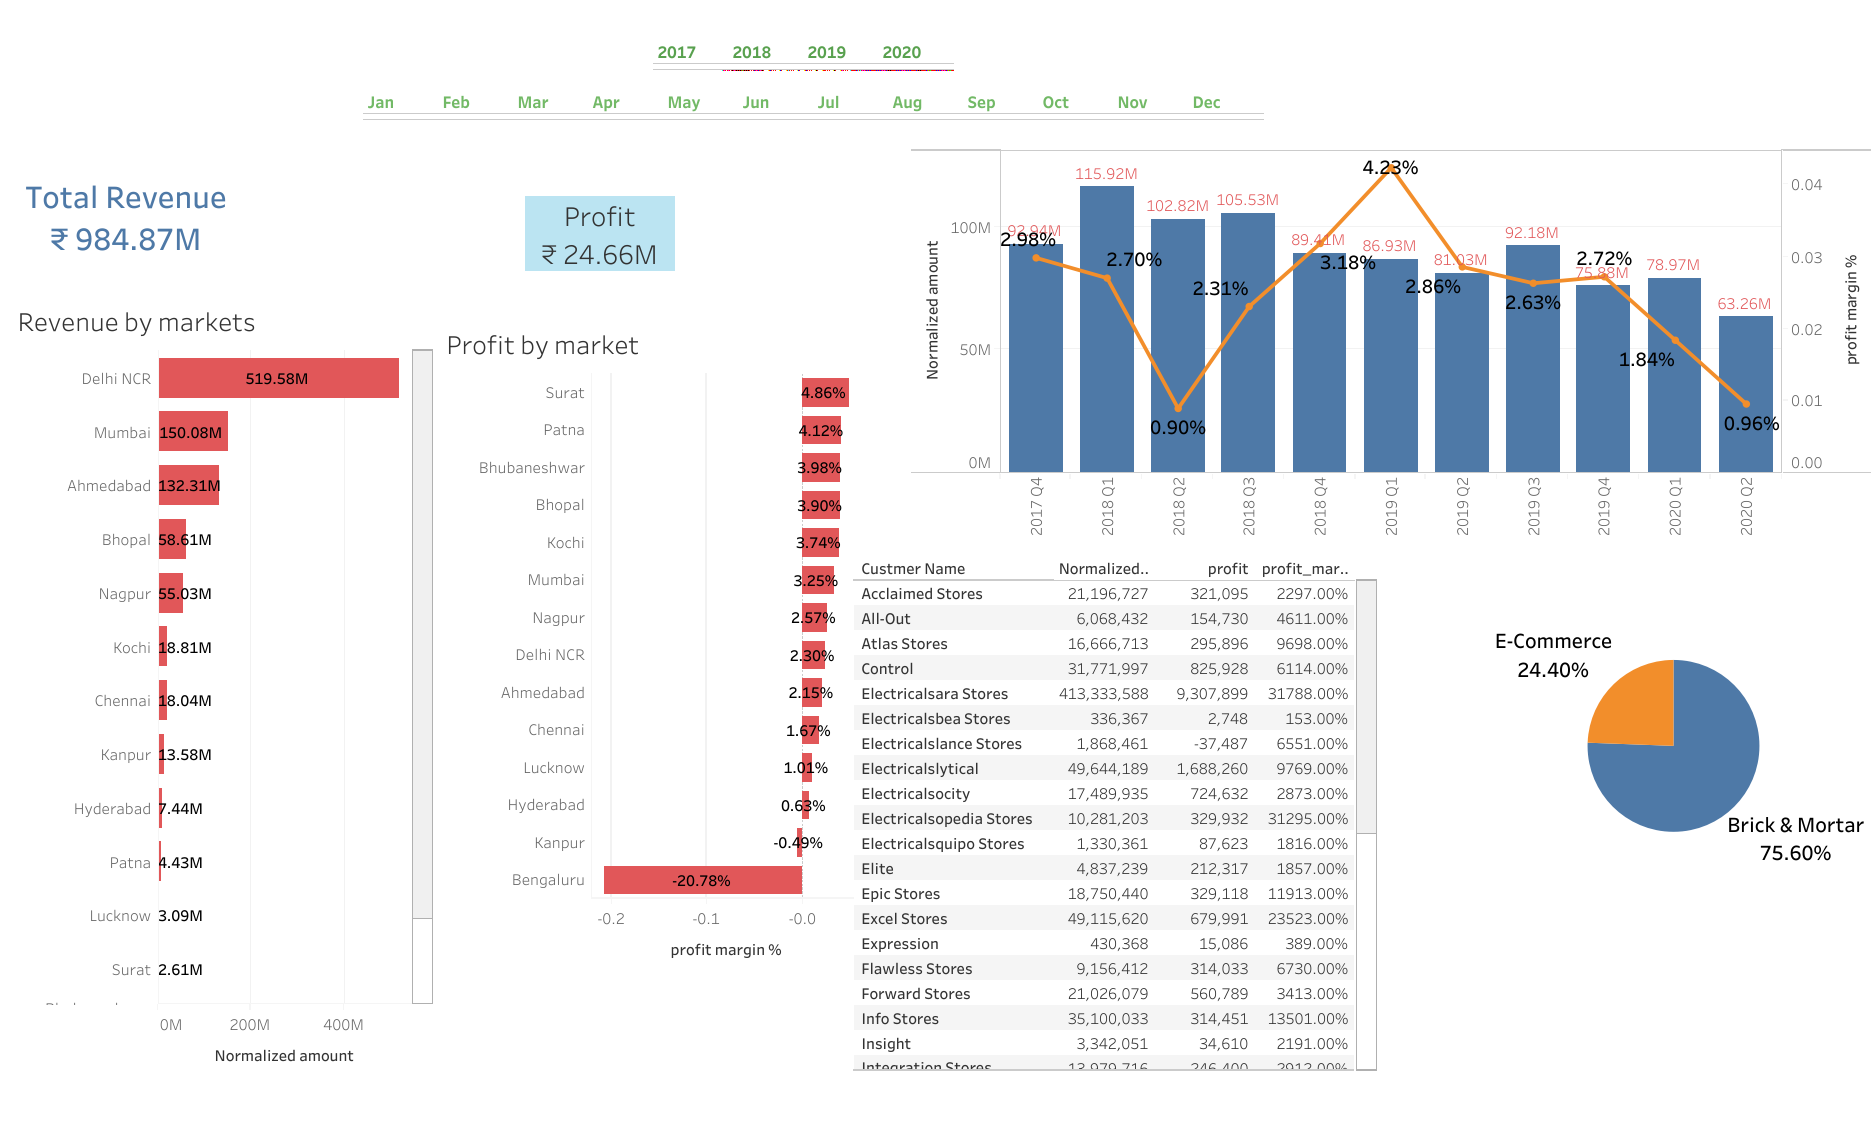 2017 2018 2019 2020
Jan Feb Mar Apr May Jun Jul Aug Sep Oct Nov Dec
Total Revenue
₹ 984.87M
Profit
₹ 24.66M
Revenue by markets
Delhi NCR 519.58M
Mumbai 150.08M
Ahmedabad 132.31M
Bhopal 58.61M
Nagpur 55.03M
Kochi 18.81M
Chennai 18.04M
Kanpur 13.58M
Hyderabad 7.44M
Patna 4.43M
Lucknow 3.09M
Surat 2.61M
0M 200M 400M
Normalized amount
Profit by market
Surat 4.86%
Patna 4.12%
Bhubaneshwar 3.98%
Bhopal 3.90%
Kochi 3.74%
Mumbai 3.25%
Nagpur 2.57%
Delhi NCR 2.30%
Ahmedabad 2.15%
Chennai 1.67%
Lucknow 1.01%
Hyderabad 0.63%
Kanpur -0.49%
Bengaluru -20.78%
-0.2 -0.1 -0.0
profit margin %
Normalized amount
100M
50M
0M
92.94M 115.92M 102.82M 105.53M 89.41M 86.93M 81.03M 92.18M 75.88M 78.97M 63.26M
2.98% 2.70% 0.90% 2.31% 3.18% 4.23% 2.86% 2.63% 2.72% 1.84% 0.96%
0.04
0.03
0.02
0.01
0.00
profit margin %
2017 Q4 2018 Q1 2018 Q2 2018 Q3 2018 Q4 2019 Q1 2019 Q2 2019 Q3 2019 Q4 2020 Q1 2020 Q2
Custmer Name Normalized.. profit profit_mar..
Acclaimed Stores 21,196,727 321,095 2297.00%
All-Out 6,068,432 154,730 4611.00%
Atlas Stores 16,666,713 295,896 9698.00%
Control 31,771,997 825,928 6114.00%
Electricalsara Stores 413,333,588 9,307,899 31788.00%
Electricalsbea Stores 336,367 2,748 153.00%
Electricalslance Stores 1,868,461 -37,487 6551.00%
Electricalslytical 49,644,189 1,688,260 9769.00%
Electricalsocity 17,489,935 724,632 2873.00%
Electricalsopedia Stores 10,281,203 329,932 31295.00%
Electricalsquipo Stores 1,330,361 87,623 1816.00%
Elite 4,837,239 212,317 1857.00%
Epic Stores 18,750,440 329,118 11913.00%
Excel Stores 49,115,620 679,991 23523.00%
Expression 430,368 15,086 389.00%
Flawless Stores 9,156,412 314,033 6730.00%
Forward Stores 21,026,079 560,789 3413.00%
Info Stores 35,100,033 314,451 13501.00%
Insight 3,342,051 34,610 2191.00%
Integration Stores 13,979,716 246,400 2912.00%
E-Commerce
24.40%
Brick & Mortar
75.60%